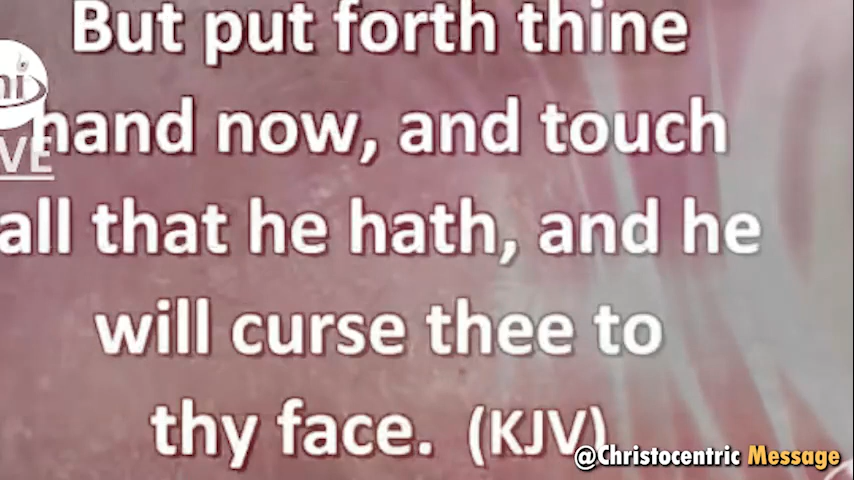 But put forth thine
hand now, and touch
all that he hath, and he
will curse thee to
thy face. (KJV)
@Christocentric Message